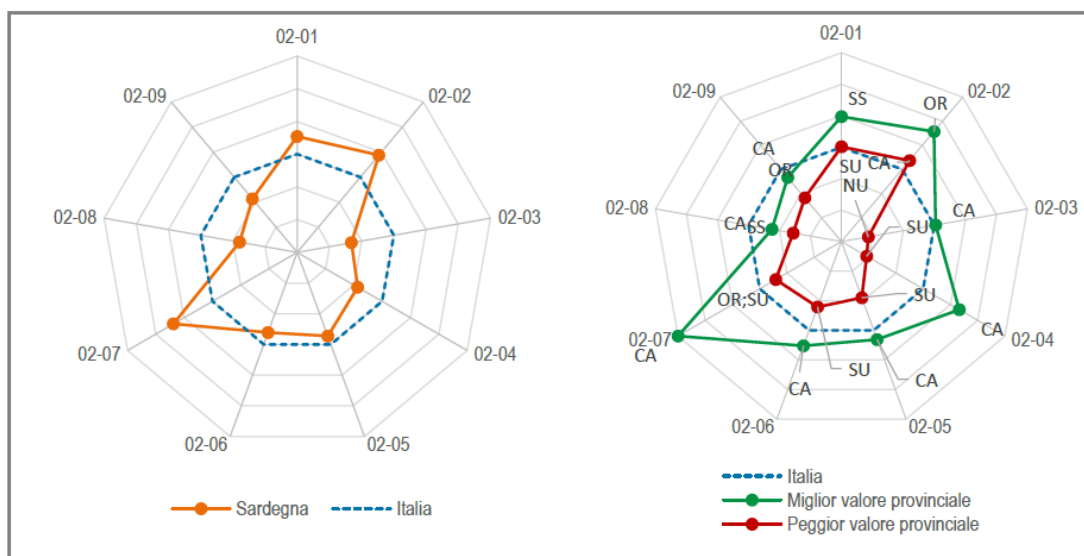 02-01
02-02
02-03
02-04
02-05
02-06
02-07
02-08
02-09
Sardegna
Italia
02-01
02-02
02-03
02-04
02-05
02-06
02-07
02-08
02-09
SS
OR
CA
CA
CA
CA
CA
CA
CA
SU
CA
NU
SU
SU
SU
OR;SU
SS
OR
Italia
Miglior valore provinciale
Peggior valore provinciale